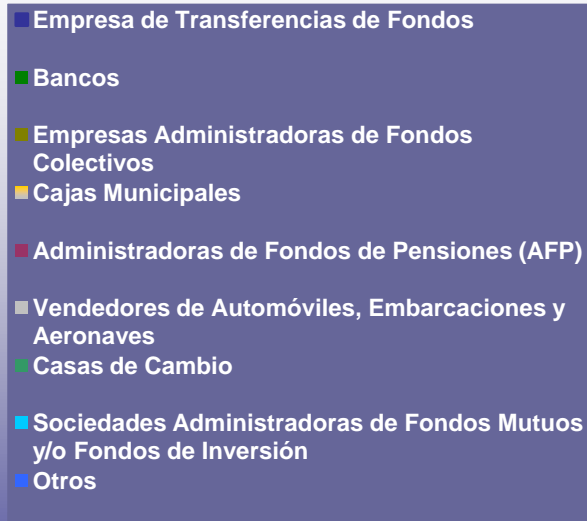 Empresa de Transferencias de Fondos
Bancos
Empresas Administradoras de Fondos
Colectivos
Cajas Municipales
Administradoras de Fondos de Pensiones (AFP)
Vendedores de Automóviles, Embarcaciones y
Aeronaves
Casas de Cambio
Sociedades Administradoras de Fondos Mutuos
y/o Fondos de Inversión
Otros